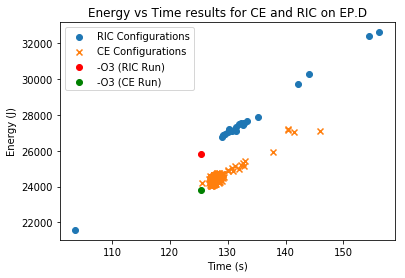 Energy vs Time results for CE and RIC on EP.D
RIC Configurations
CE Configurations
-O3 (RIC Run)
-O3 (CE Run)
Energy (J)
32000
30000
28000
26000
24000
22000
110
120
130
140
150
Time (s)